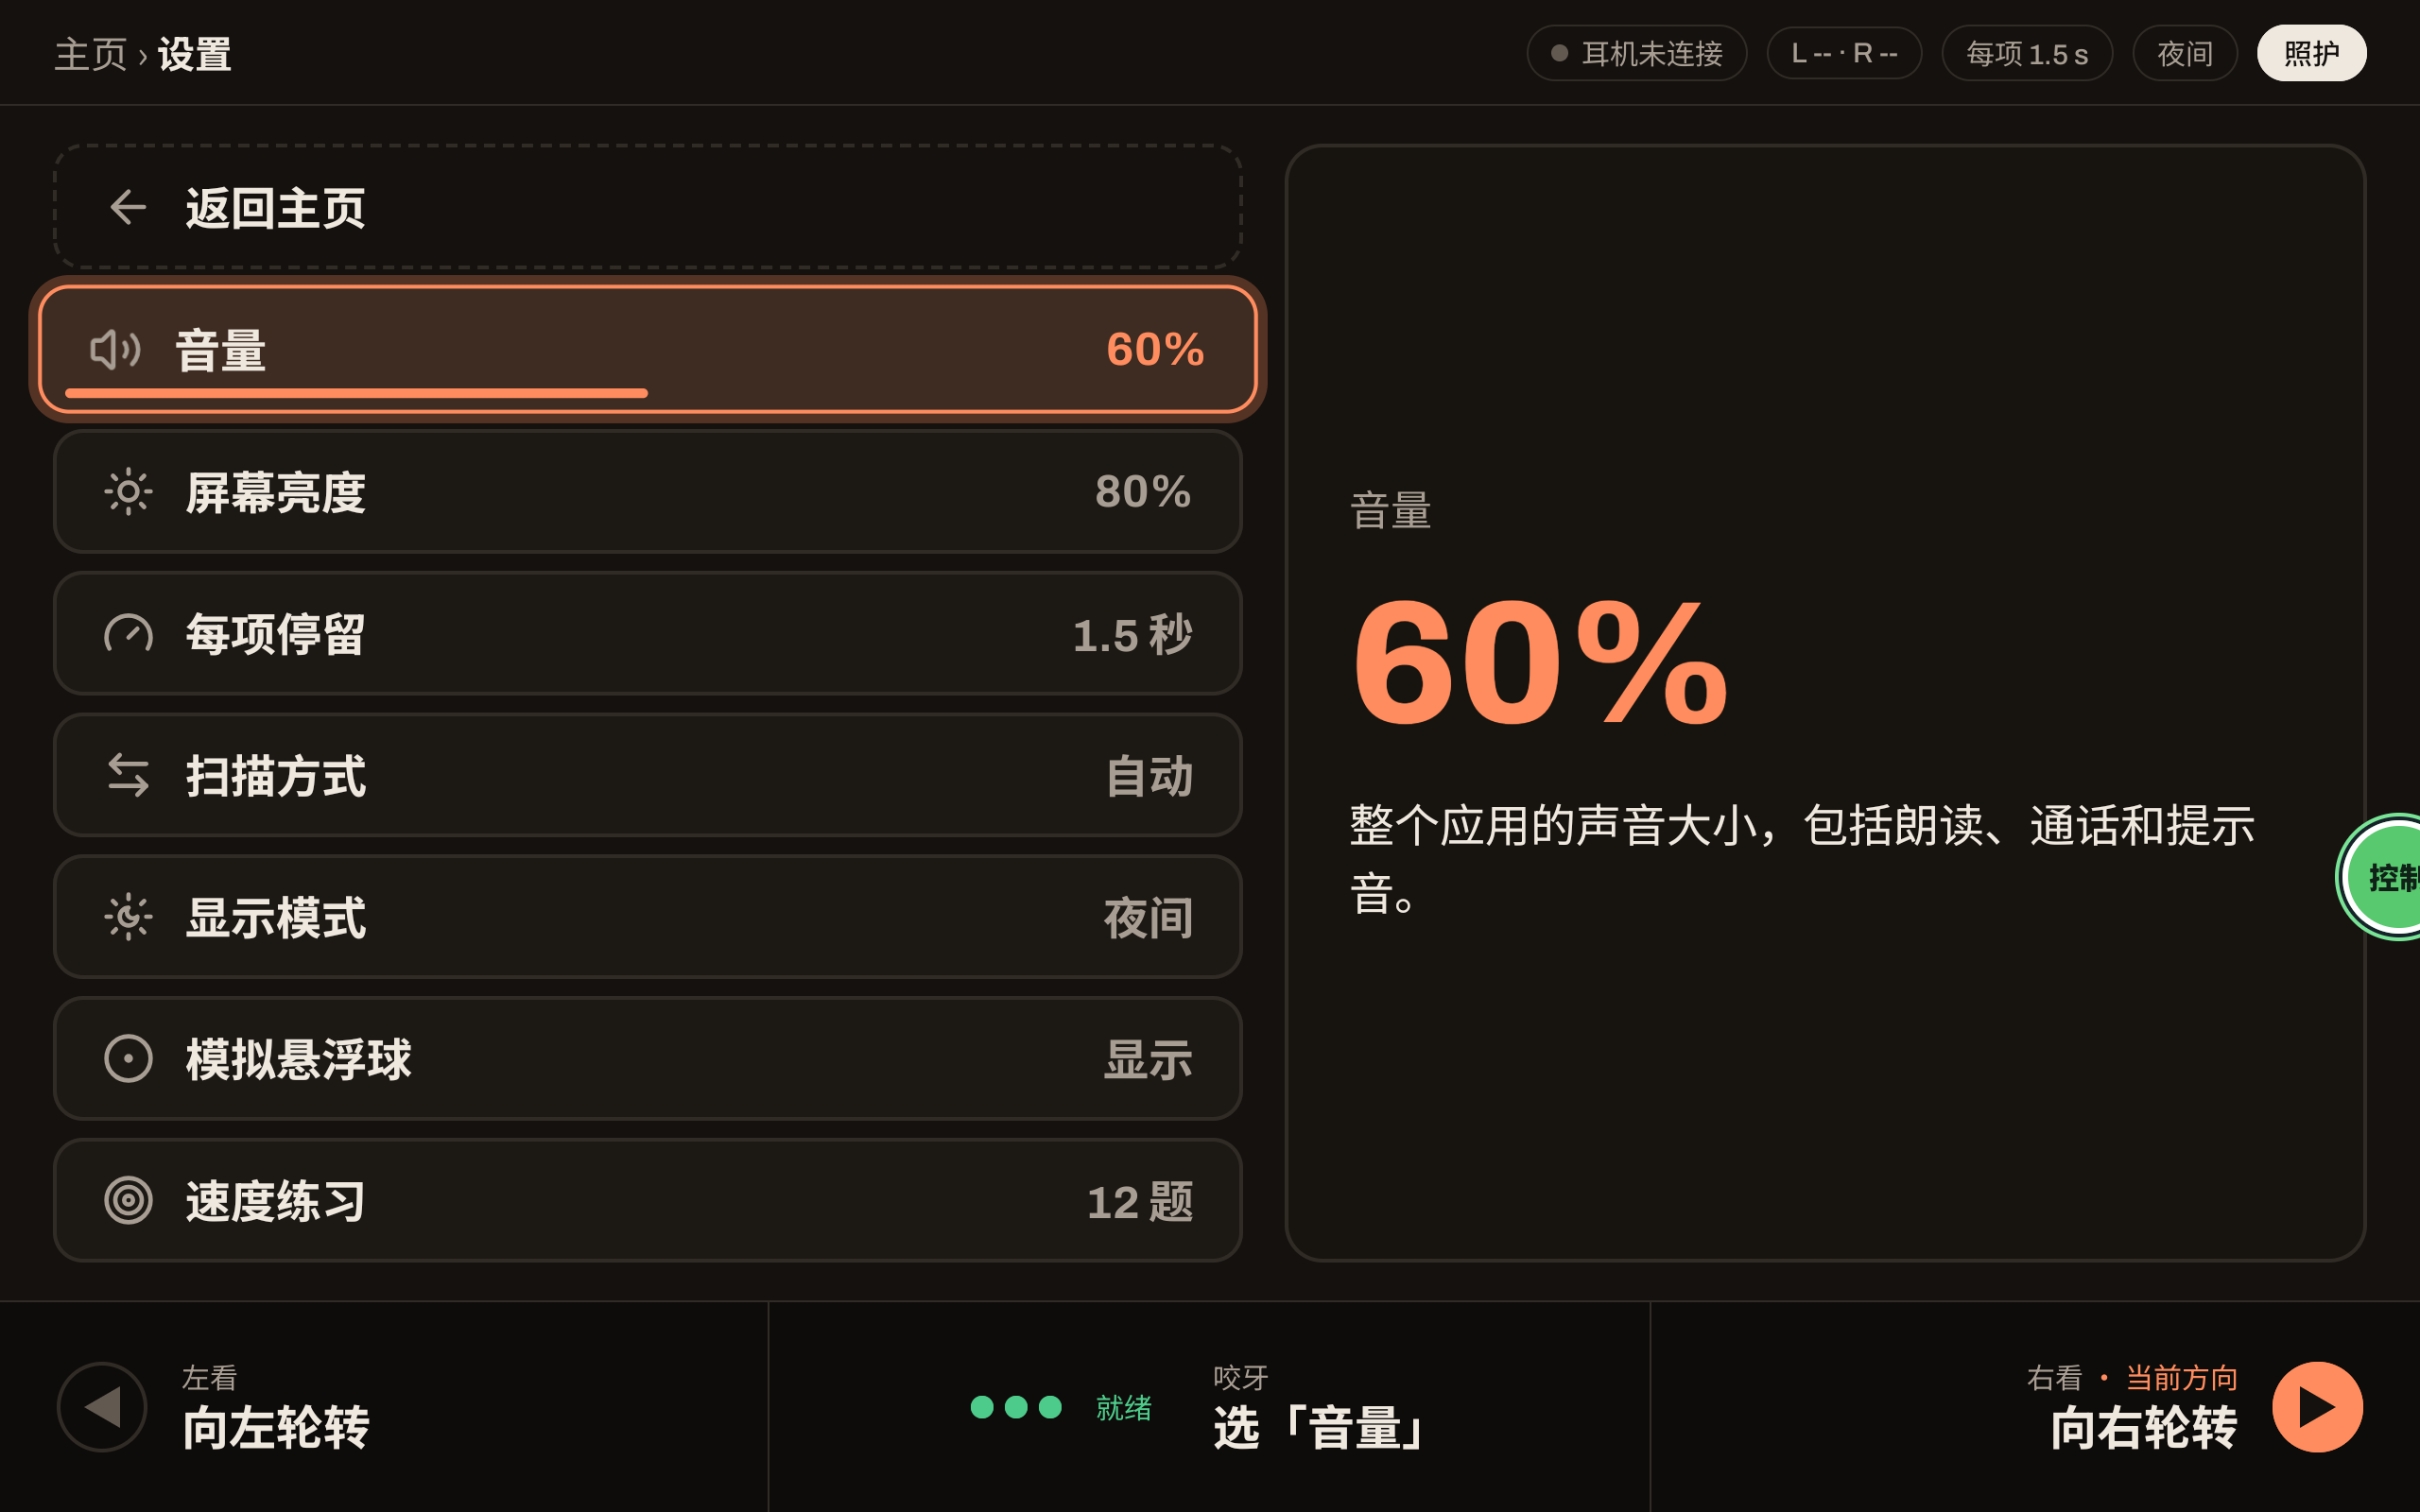 主页 › 设置
耳机未连接
L -- · R --
每项 1.5 s
夜间
照护
返回主页
音量 60%
屏幕亮度 80%
每项停留 1.5 秒
扫描方式 自动
显示模式 夜间
模拟悬浮球 显示
速度练习 12 题
音量
60%
整个应用的声音大小，包括朗读、通话和提示
音。
控制
左看
向左轮转
就绪
咬牙
选「音量」
右看 • 当前方向
向右轮转